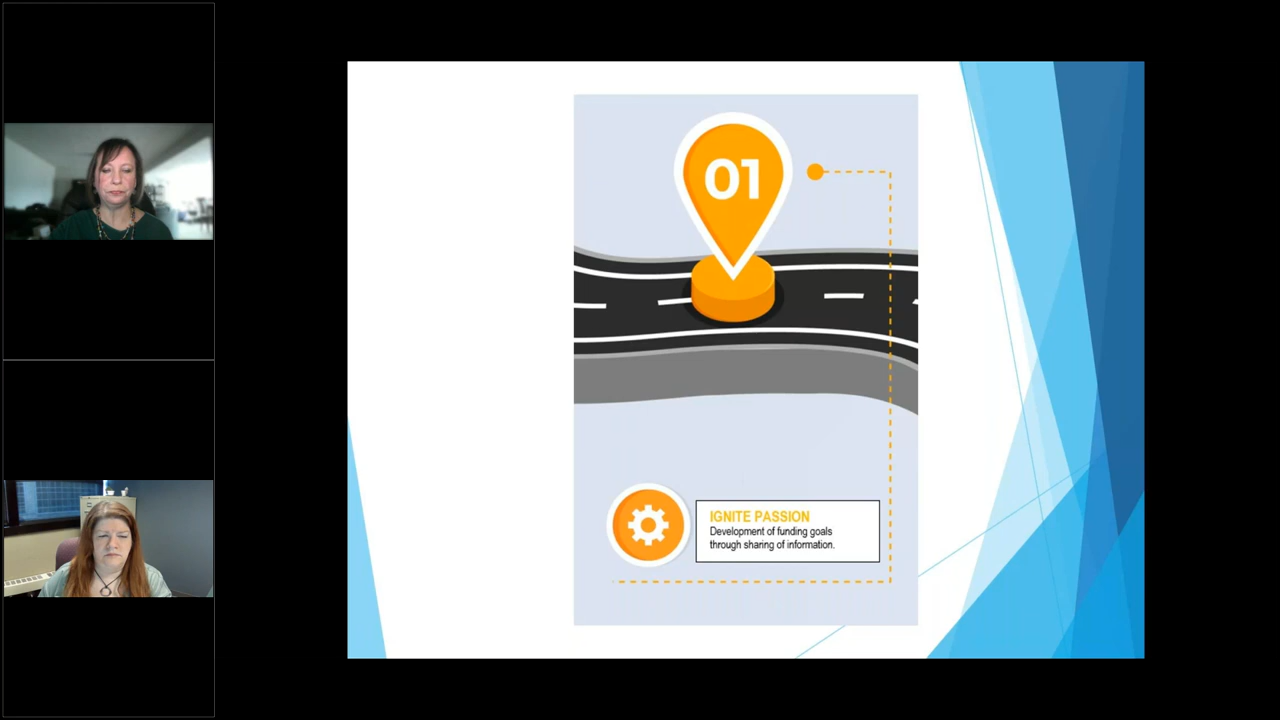 01
IGNITE PASSION
Development of funding goals
through sharing of information.